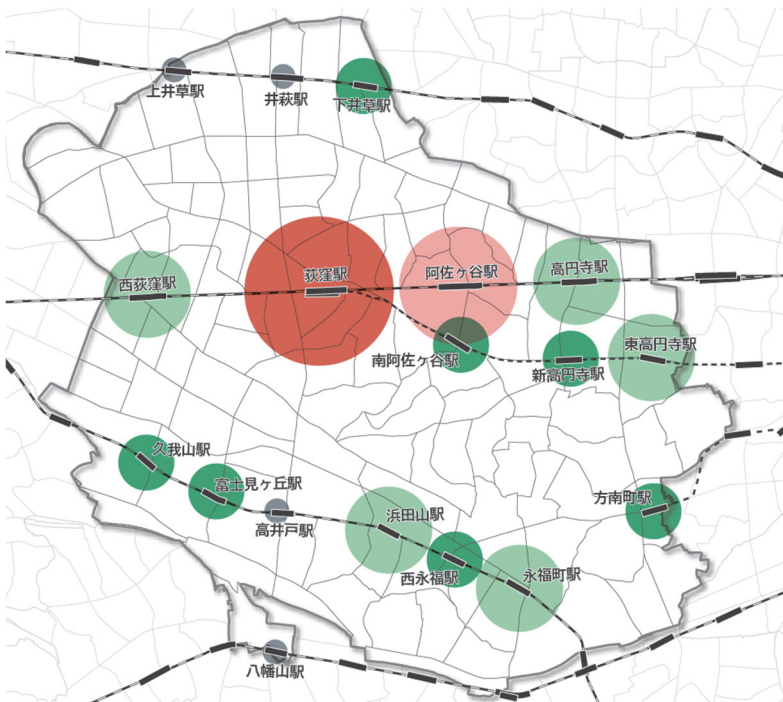 上井草駅
井荻駅
下井草駅
西荻窪駅
荻窪駅
阿佐ヶ谷駅
高円寺駅
南阿佐ヶ谷駅
新高円寺駅
東高円寺駅
久我山駅
富士見ヶ丘駅
高井戸駅
浜田山駅
西永福駅
永福町駅
方南町駅
八幡山駅